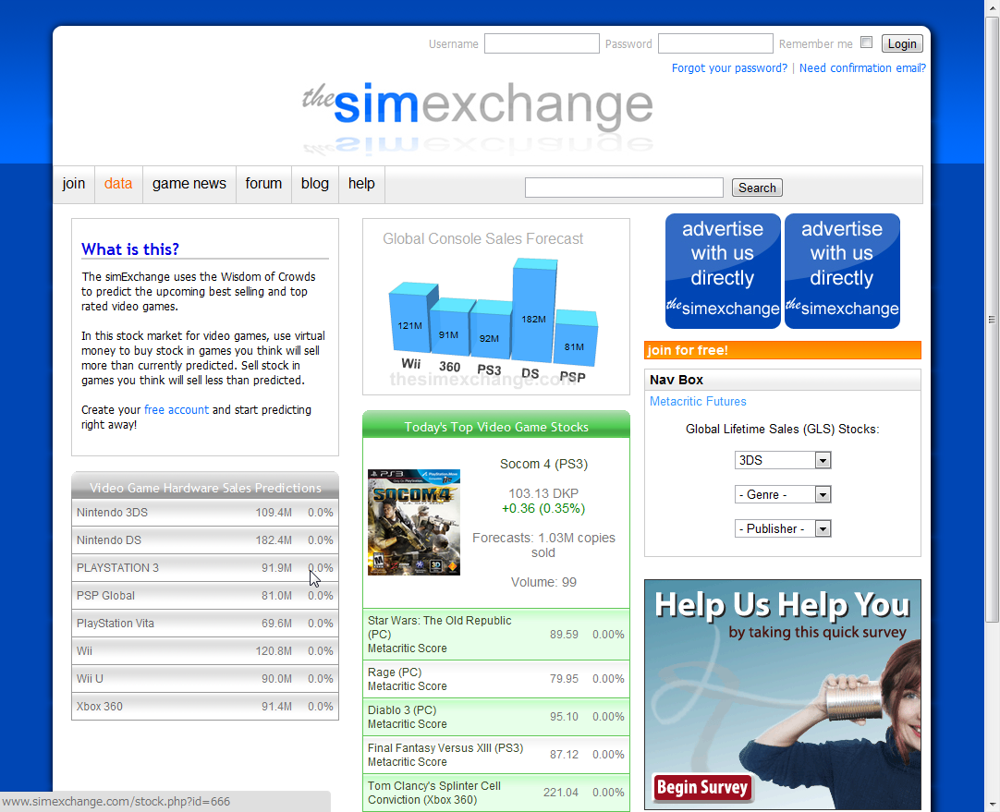 Username Password Remember me Login
Forgot your password? | Need confirmation email?
thesimexchange
join data game news forum blog help Search
What is this?
The simExchange uses the Wisdom of Crowds
to predict the upcoming best selling and top
rated video games.
In this stock market for video games, use virtual
money to buy stock in games you think will sell
more than currently predicted. Sell stock in
games you think will sell less than predicted.
Create your free account and start predicting
right away!
Video Game Hardware Sales Predictions
Nintendo 3DS 109.4M 0.0%
Nintendo DS 182.4M 0.0%
PLAYSTATION 3 91.9M 0.0%
PSP Global 81.0M 0.0%
PlayStation Vita 69.6M 0.0%
Wii 120.8M 0.0%
Wii U 90.0M 0.0%
Xbox 360 91.4M 0.0%
Global Console Sales Forecast
121M 91M 92M 182M 81M
Wii 360 PS3 DS PSP
thesimexchange.com
Today's Top Video Game Stocks
PS3
SOCOM 4
Socom 4 (PS3)
103.13 DKP
+0.36 (0.35%)
Forecasts: 1.03M copies
sold
Volume: 99
Star Wars: The Old Republic
(PC)
Metacritic Score
89.59 0.00%
Rage (PC)
Metacritic Score
79.95 0.00%
Diablo 3 (PC)
Metacritic Score
95.10 0.00%
Final Fantasy Versus XIII (PS3)
Metacritic Score
87.12 0.00%
Tom Clancy's Splinter Cell
Conviction (Xbox 360)
221.04 0.00%
advertise
with us
directly
thesimexchange
advertise
with us
directly
thesimexchange
join for free!
Nav Box
Metacritic Futures
Global Lifetime Sales (GLS) Stocks:
3DS
- Genre -
- Publisher -
Help Us Help You
by taking this quick survey
Begin Survey
www.simexchange.com/stock.php?id=666